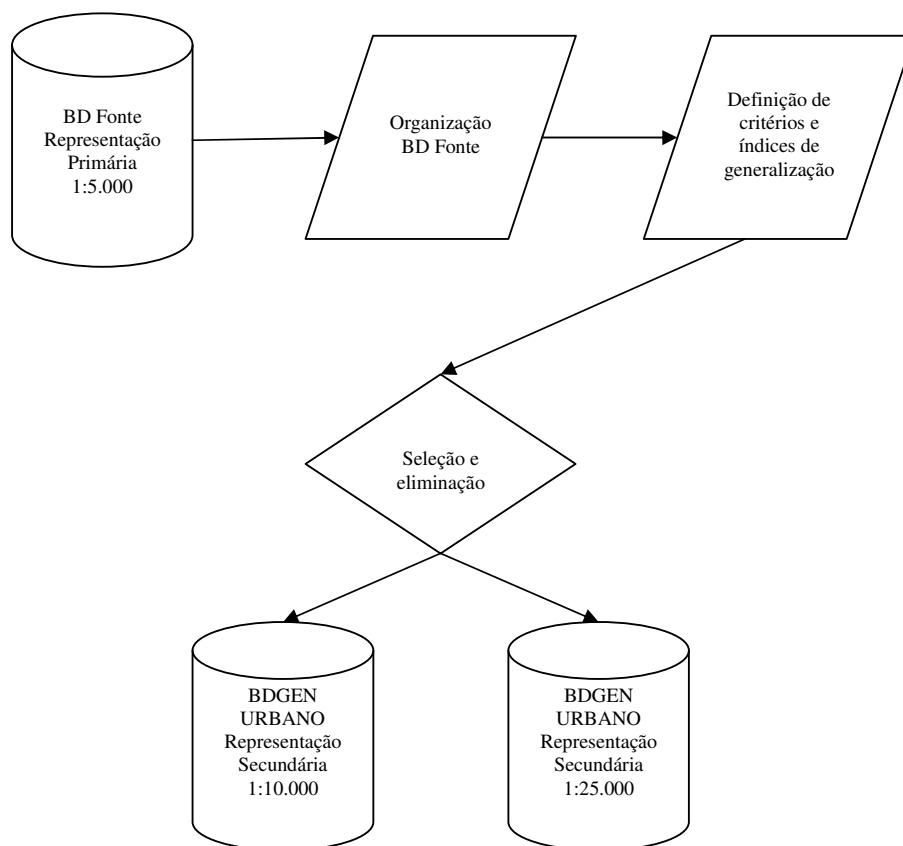 BD Fonte
Representação
Primária
1:5.000
Organização
BD Fonte
Definição de
critérios e
índices de
generalização
Seleção e
eliminação
BDGEN
URBANO
Representação
Secundária
1:10.000
BDGEN
URBANO
Representação
Secundária
1:25.000